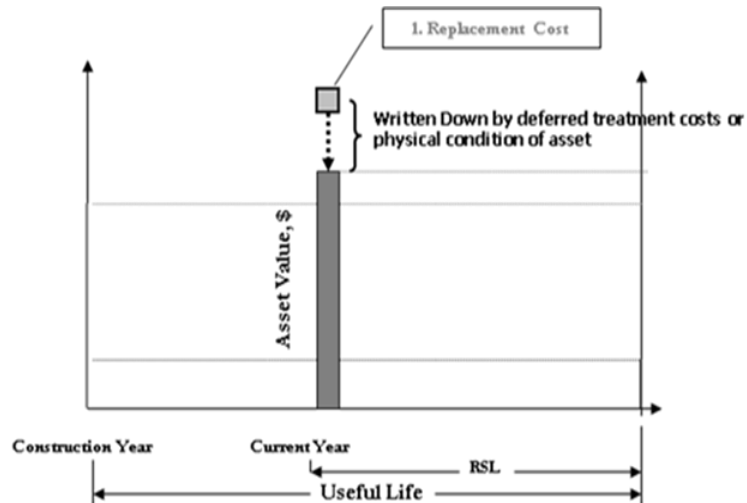 1. Replacement Cost
Written Down by deferred treatment costs or
physical condition of asset
Asset Value, $
Construction Year
Current Year
RSL
Useful Life